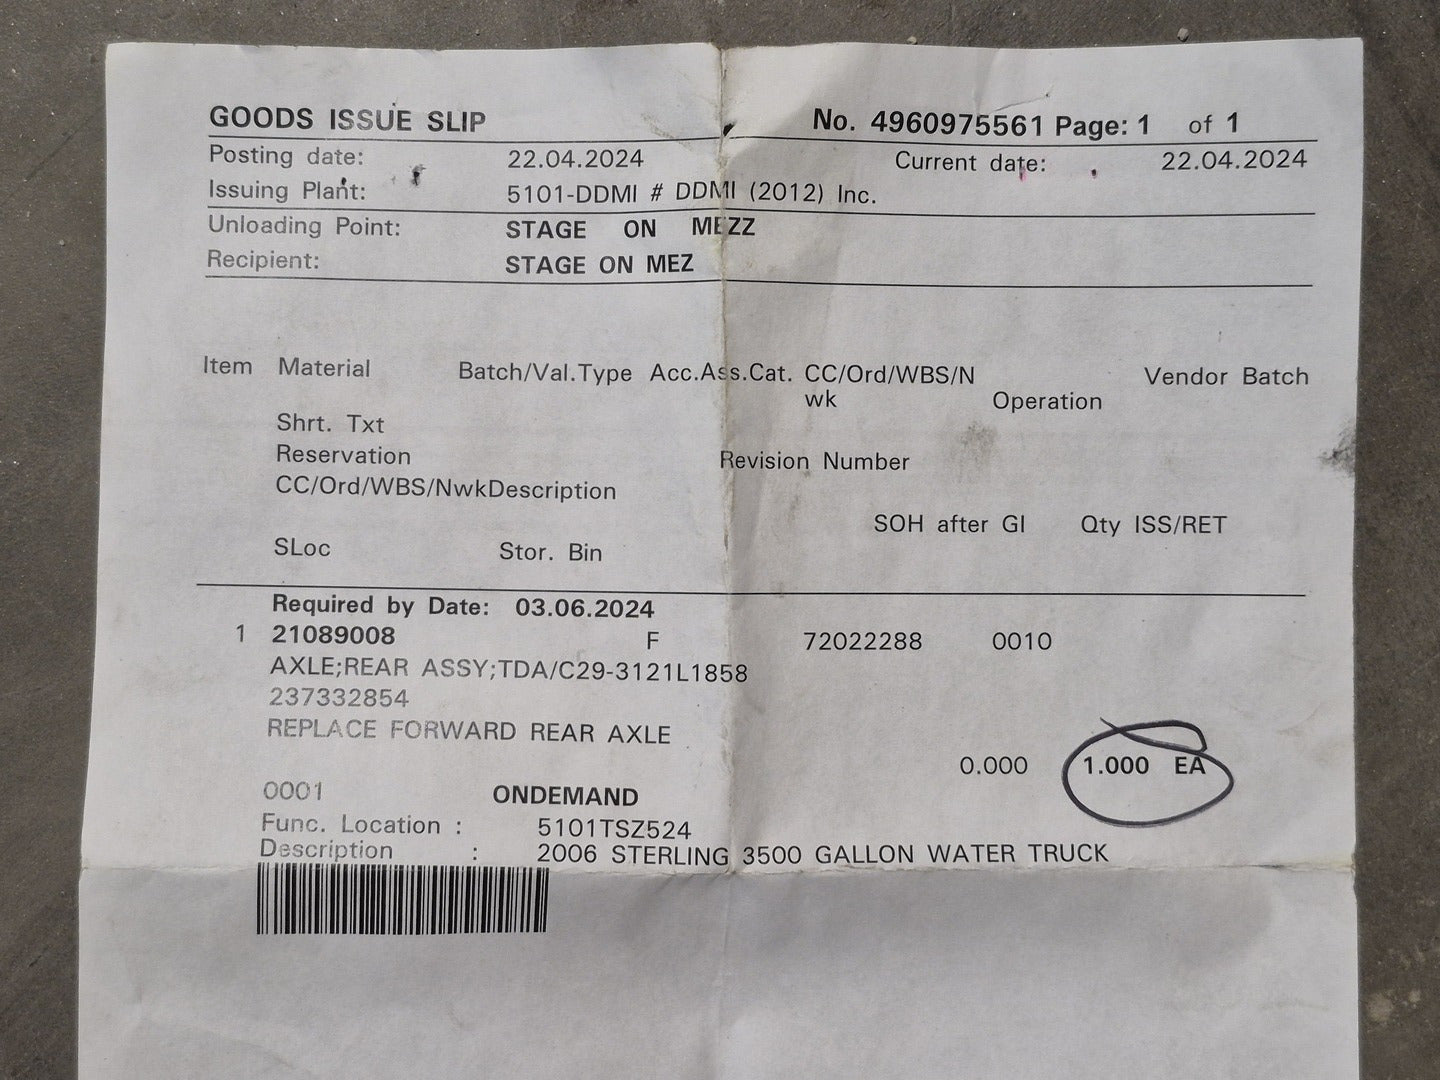 GOODS ISSUE SLIP No. 4960975561 Page: 1 of 1
Posting date: 22.04.2024 Current date: 22.04.2024
Issuing Plant: 5101-DDMI # DDMI (2012) Inc.
Unloading Point: STAGE ON MEZZ
Recipient: STAGE ON MEZ
Item Material Batch/Val.Type Acc.Ass.Cat. CC/Ord/WBS/N Vendor Batch
wk Operation
Shrt. Txt
Reservation Revision Number
CC/Ord/WBS/NwkDescription
SOH after GI Qty ISS/RET
SLoc Stor. Bin
Required by Date: 03.06.2024
1 21089008 F 72022288 0010
AXLE;REAR ASSY;TDA/C29-3121L1858
237332854
REPLACE FORWARD REAR AXLE
0.000 1.000 EA
0001 ONDEMAND
Func. Location : 5101TSZ524
Description : 2006 STERLING 3500 GALLON WATER TRUCK